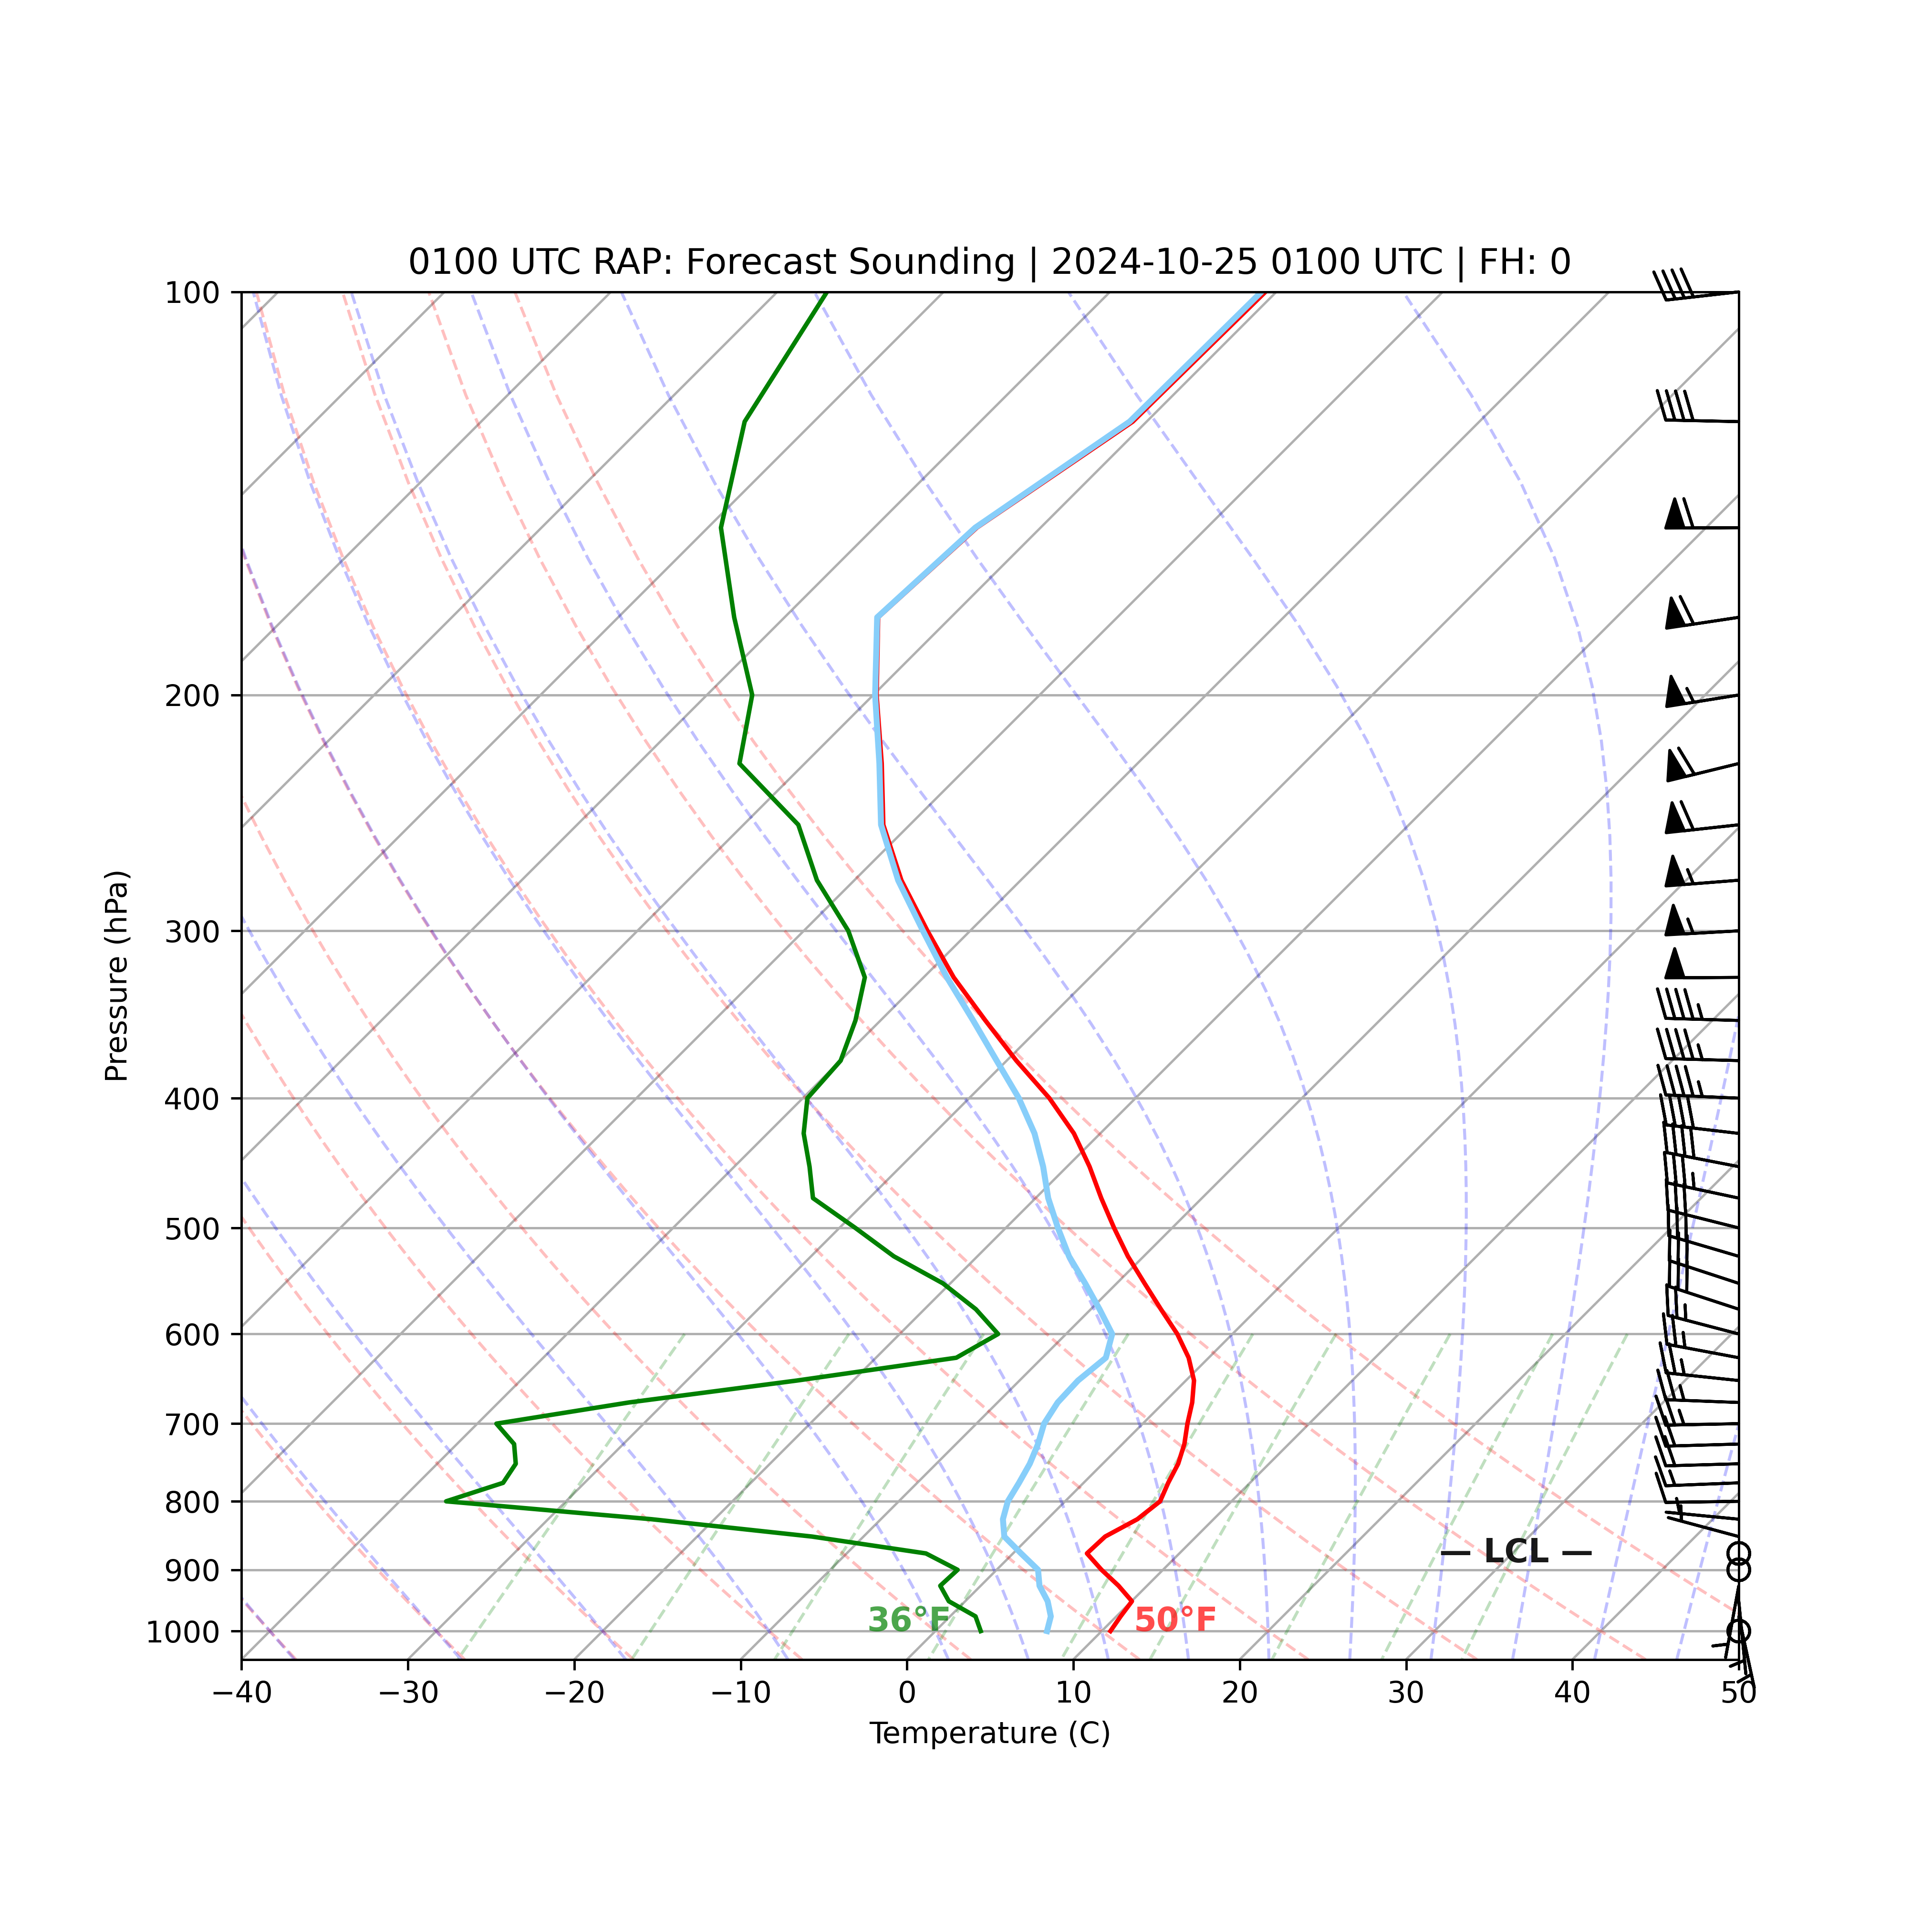 0100 UTC RAP: Forecast Sounding | 2024-10-25 0100 UTC | FH: 0
100
200
300
400
500
600
700
800
900
1000
Pressure (hPa)
— LCL —
36°F 50°F
−40 −30 −20 −10 0 10 20 30 40 50
Temperature (C)